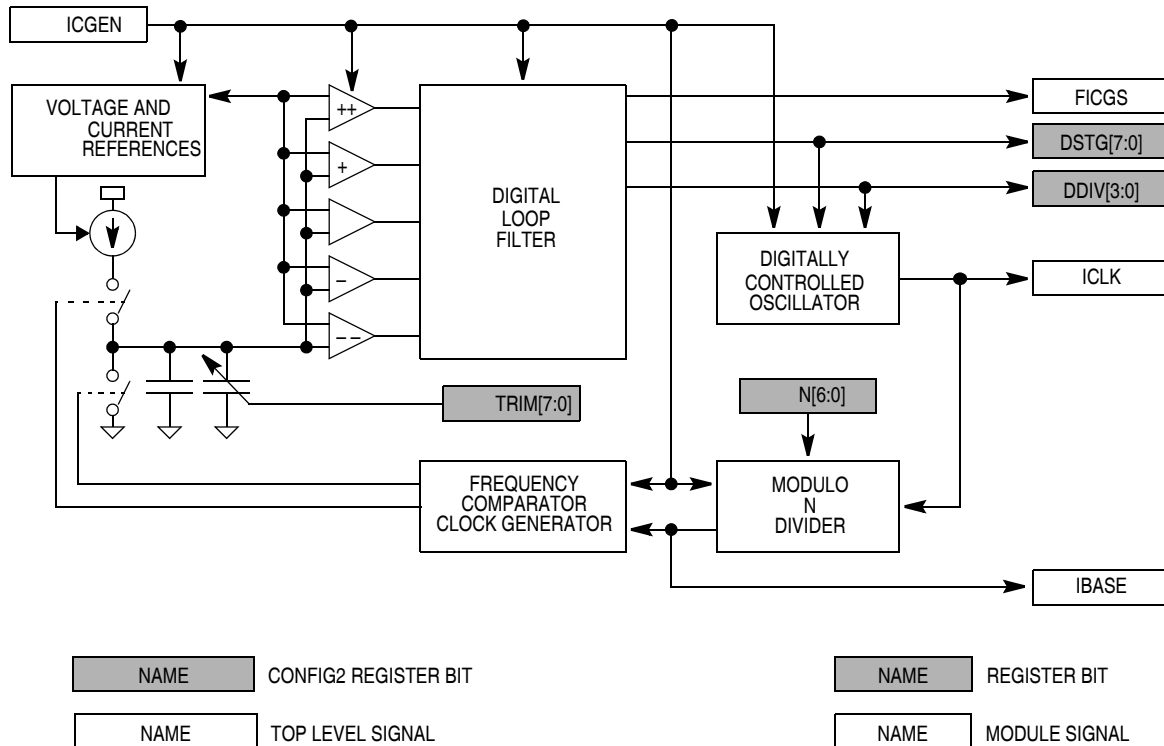 ICGEN
VOLTAGE AND
CURRENT
REFERENCES
++
+
−
− −
DIGITAL
LOOP
FILTER
FICGS
DSTG[7:0]
DDIV[3:0]
DIGITALLY
CONTROLLED
OSCILLATOR
ICLK
TRIM[7:0]
N[6:0]
FREQUENCY
COMPARATOR
CLOCK GENERATOR
MODULO
N
DIVIDER
IBASE
NAME CONFIG2 REGISTER BIT
NAME REGISTER BIT
NAME TOP LEVEL SIGNAL
NAME MODULE SIGNAL